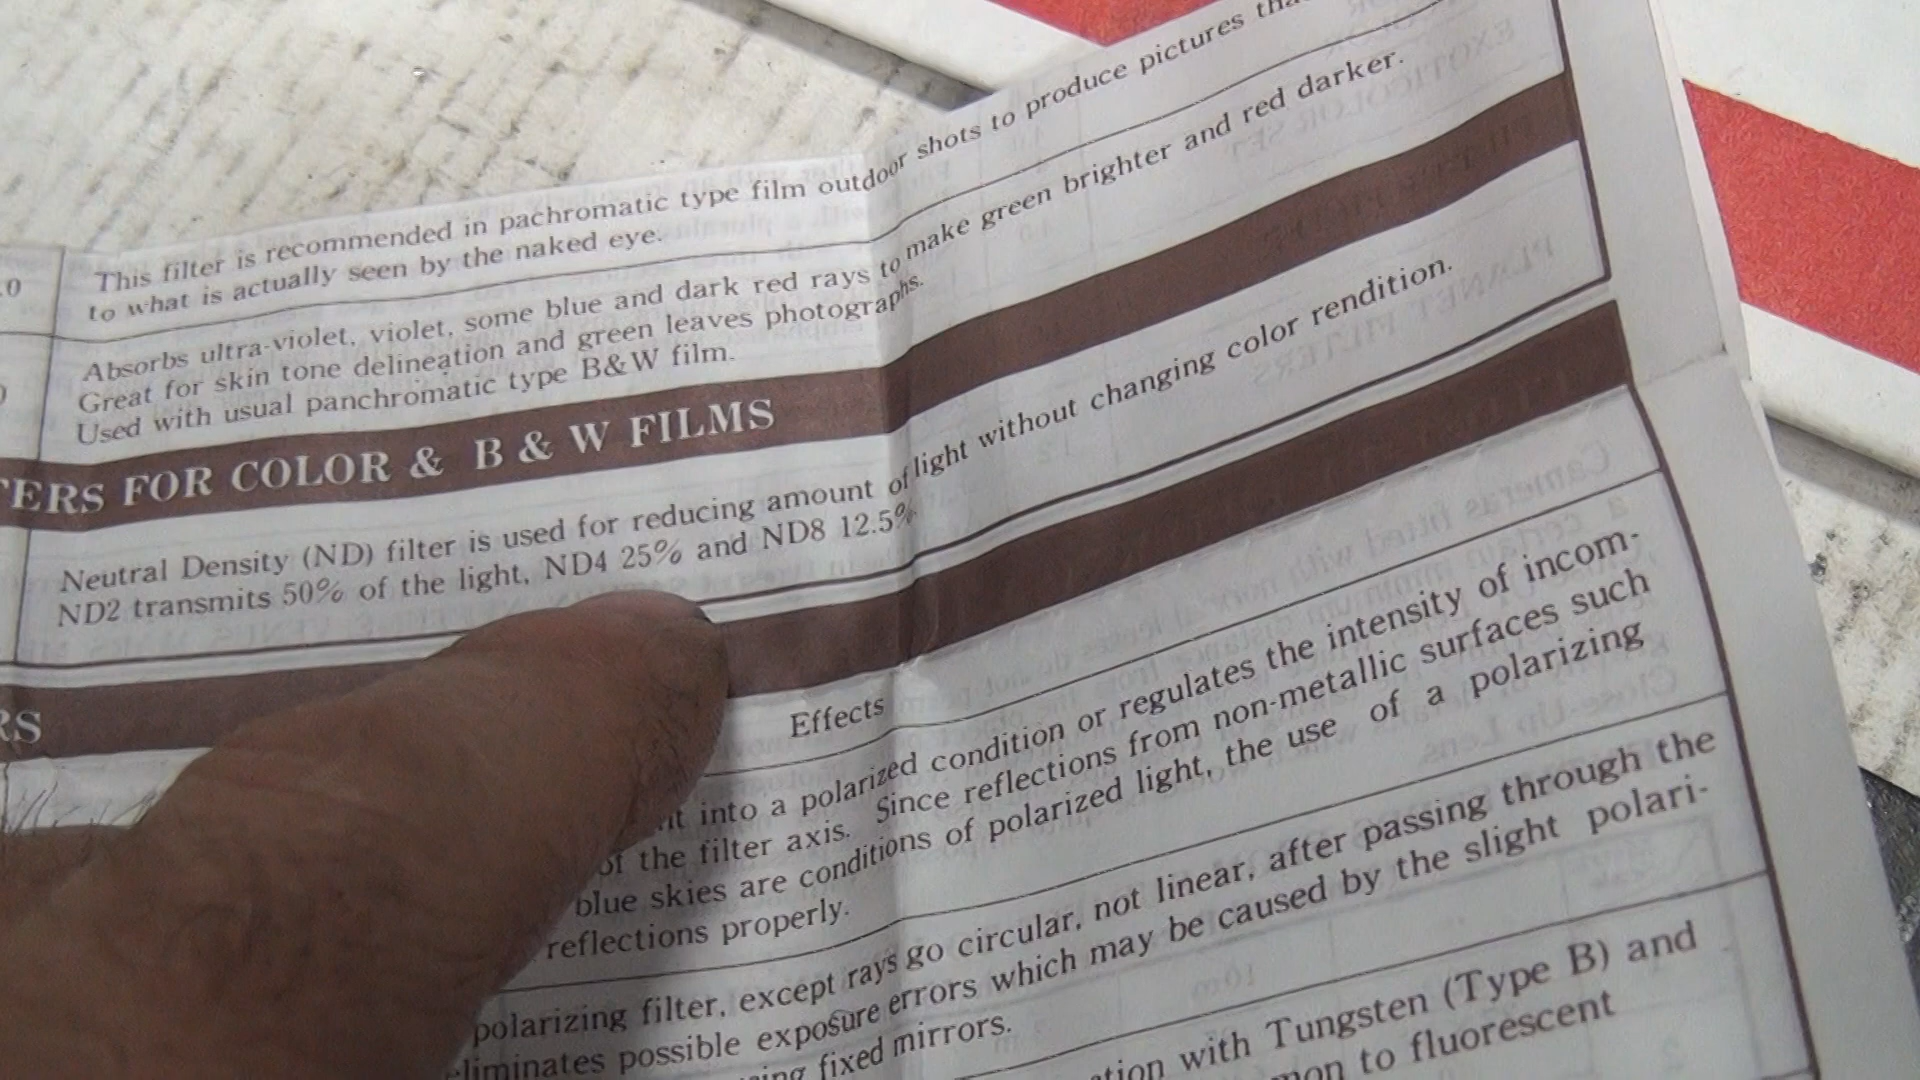 .0
This filter is recommended in pachromatic type film outdoor shots to produce pictures
to what is actually seen by the naked eye.
Absorbs ultra-violet, violet, some blue and dark red rays to make green brighter and red darker.
Great for skin tone delineation and green leaves photographs.
Used with usual panchromatic type B&W film.
TERS FOR COLOR & B & W FILMS
Neutral Density (ND) filter is used for reducing amount of light without changing color rendition.
ND2 transmits 50% of the light, ND4 25% and ND8 12.5%
RS
Effects
into a polarized condition or regulates the intensity of incom-
of the filter axis. Since reflections from non-metallic surfaces such
blue skies are conditions of polarized light, the use of a polarizing
reflections properly.
polarizing filter, except rays go circular, not linear, after passing through the
eliminates possible exposure errors which may be caused by the slight polari-
fixed mirrors.
with Tungsten (Type B) and
to fluorescent